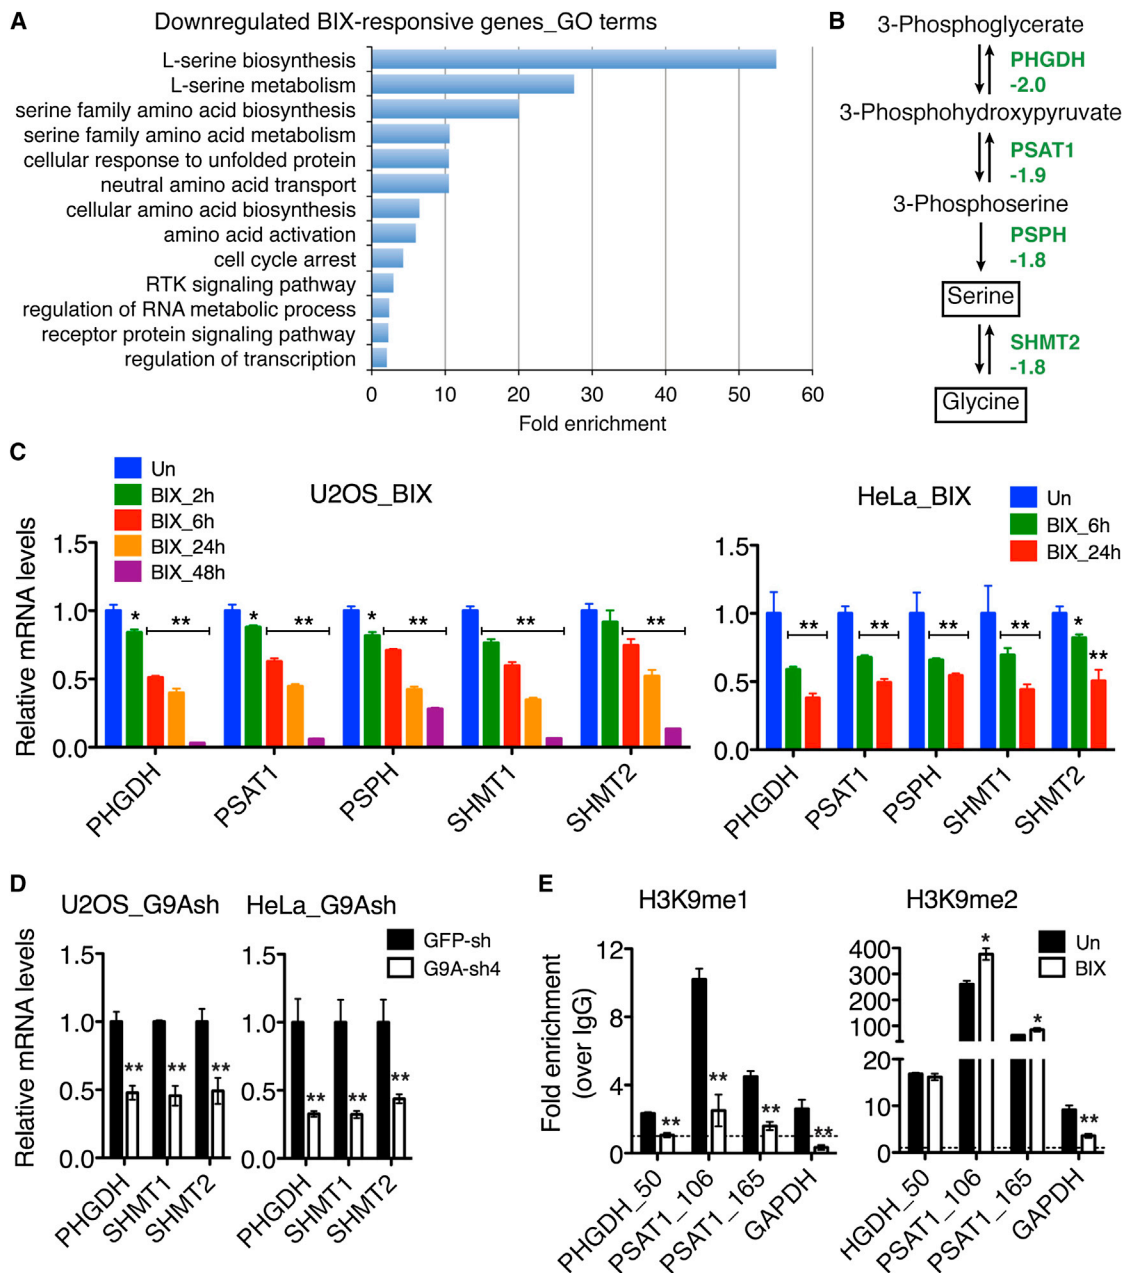 A
Downregulated BIX-responsive genes_GO terms
L-serine biosynthesis
L-serine metabolism
serine family amino acid biosynthesis
serine family amino acid metabolism
cellular response to unfolded protein
neutral amino acid transport
cellular amino acid biosynthesis
amino acid activation
cell cycle arrest
RTK signaling pathway
regulation of RNA metabolic process
receptor protein signaling pathway
regulation of transcription
0 10 20 30 40 50 60
Fold enrichment
B
3-Phosphoglycerate
PHGDH
-2.0
3-Phosphohydroxypyruvate
PSAT1
-1.9
3-Phosphoserine
PSPH
-1.8
Serine
SHMT2
-1.8
Glycine
C
Un
BIX_2h
BIX_6h
BIX_24h
BIX_48h
U2OS_BIX
Relative mRNA levels
1.5
1.0
0.5
0.0
* ** * ** * ** ** **
PHGDH PSAT1 PSPH SHMT1 SHMT2
HeLa_BIX
Un
BIX_6h
BIX_24h
1.5
1.0
0.5
0.0
** ** ** ** * **
PHGDH PSAT1 PSPH SHMT1 SHMT2
D
U2OS_G9Ash
Relative mRNA levels
1.5
1.0
0.5
0.0
** ** **
PHGDH SHMT1 SHMT2
HeLa_G9Ash
GFP-sh
G9A-sh4
1.5
1.0
0.5
0.0
** ** **
PHGDH SHMT1 SHMT2
E
H3K9me1
Fold enrichment
(over IgG)
12
8
4
0
** ** ** **
PHGDH_50 PSAT1_106 PSAT1_165 GAPDH
H3K9me2
Un
BIX
400
300
200
100
20
10
0
* * **
HGDH_50 PSAT1_106 PSAT1_165 GAPDH